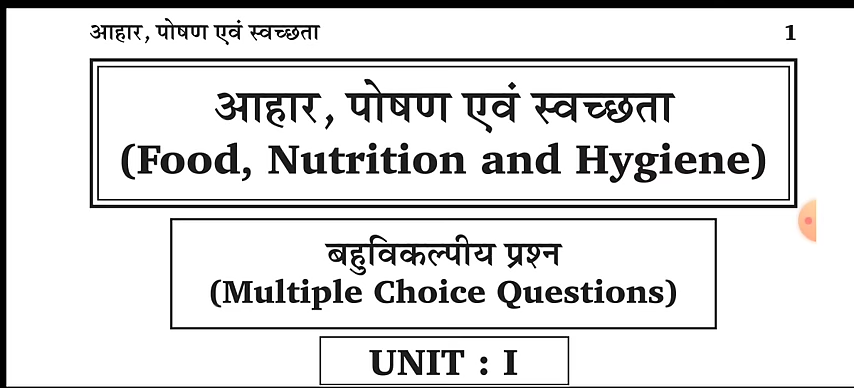 आहार, पोषण एवं स्वच्छता 1
आहार, पोषण एवं स्वच्छता
(Food, Nutrition and Hygiene)
बहुविकल्पीय प्रश्न
(Multiple Choice Questions)
UNIT : I